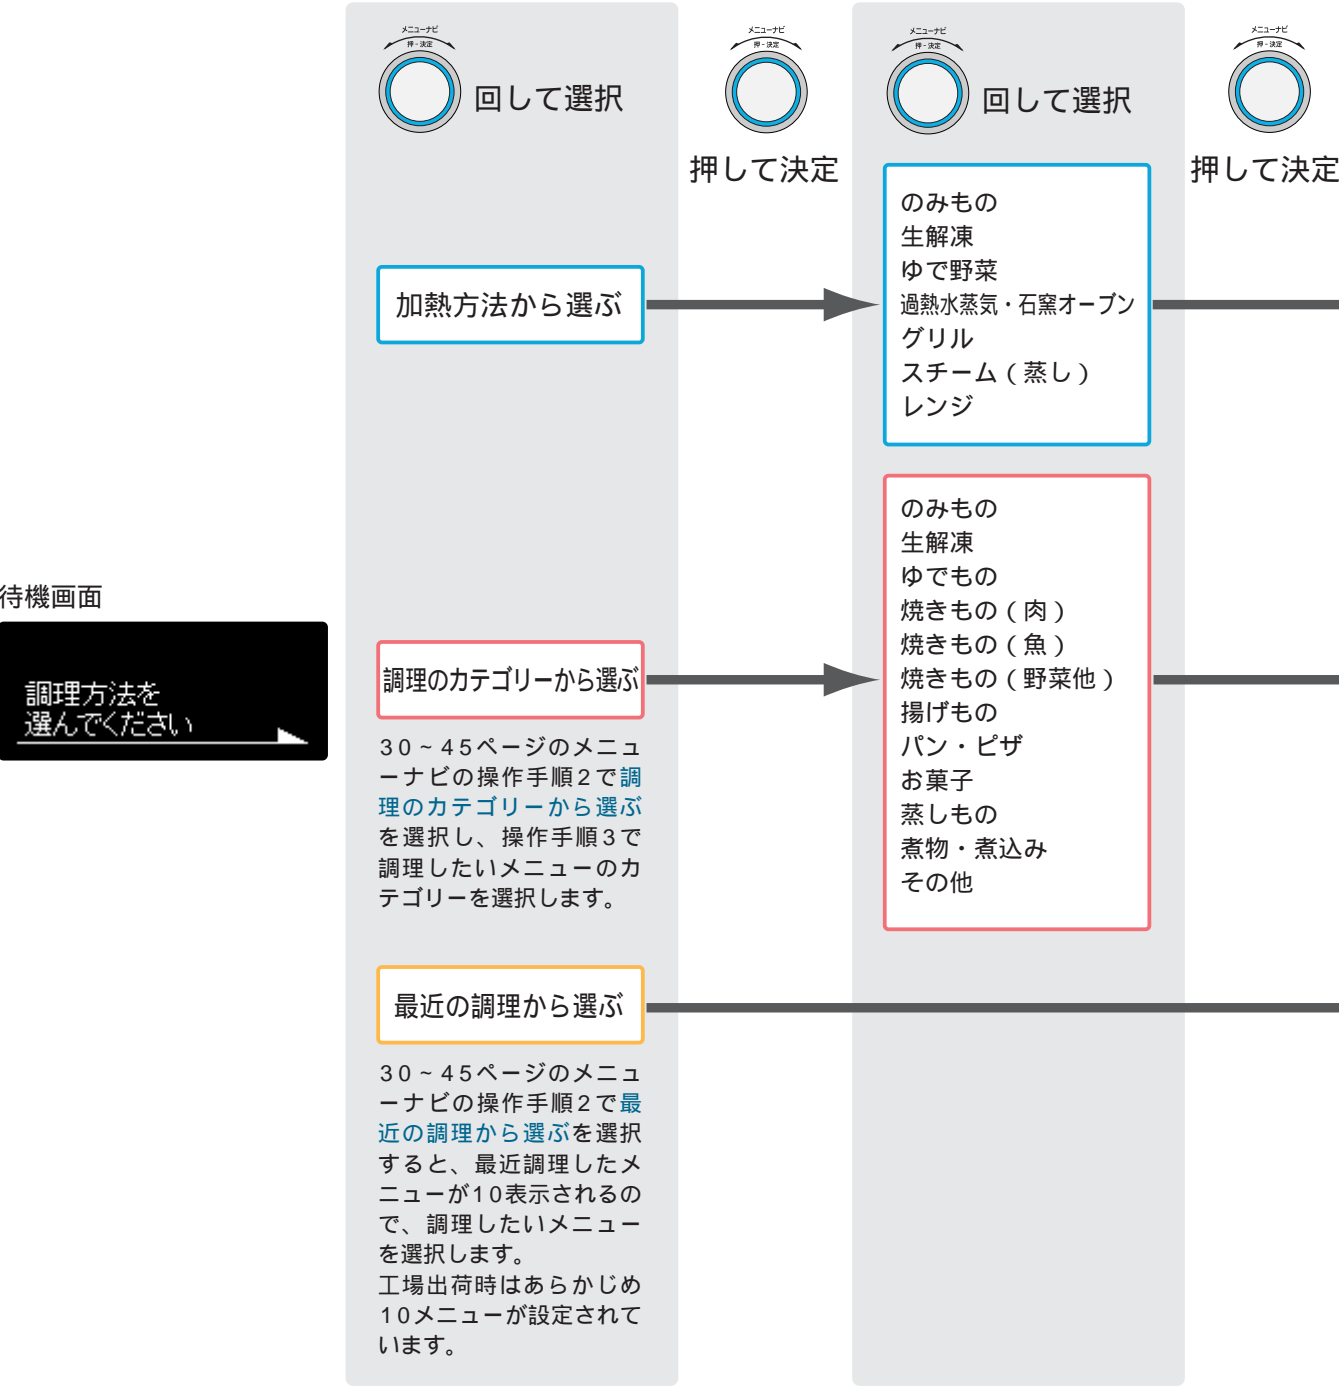 メニューナビ
押-決定
回して選択
メニューナビ
押-決定
押して決定
メニューナビ
押-決定
回して選択
メニューナビ
押-決定
押して決定
待機画面
調理方法を
選んでください
加熱方法から選ぶ
のみもの
生解凍
ゆで野菜
過熱水蒸気・石窯オーブン
グリル
スチーム（蒸し）
レンジ
調理のカテゴリーから選ぶ
30~45ページのメニュ
ーナビの操作手順2で調
理のカテゴリーから選ぶ
を選択し、操作手順3で
調理したいメニューのカ
テゴリーを選択します。
のみもの
生解凍
ゆでもの
焼きもの（肉）
焼きもの（魚）
焼きもの（野菜他）
揚げもの
パン・ピザ
お菓子
蒸しもの
煮物・煮込み
その他
最近の調理から選ぶ
30~45ページのメニュ
ーナビの操作手順2で最
近の調理から選ぶを選択
すると、最近調理したメ
ニューが10表示されるの
で、調理したいメニュー
を選択します。
工場出荷時はあらかじめ
10メニューが設定されて
います。